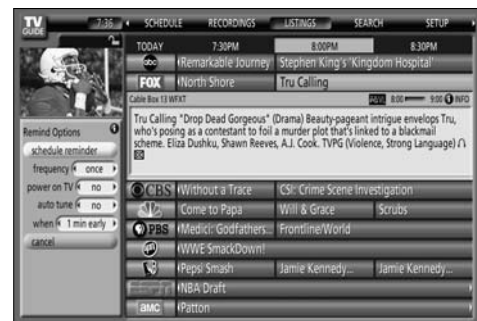 TV
GUIDE
7:36
SCHEDULE RECORDINGS LISTINGS SEARCH SETUP
TODAY 7:30PM 8:00PM 8:30PM
abc Remarkable Journey Stephen King's 'Kingdom Hospital'
FOX North Shore Tru Calling
Cable Box 13 WFXT 8:00 9:00 INFO
Tru Calling "Drop Dead Gorgeous" (Drama) Beauty-pageant intrigue envelops Tru,
who's posing as a contestant to foil a murder plot that's linked to a blackmail
scheme. Eliza Dushku, Shawn Reeves, A.J. Cook. TVPG (Violence, Strong Language)
Remind Options
schedule reminder
frequency once
power on TV no
auto tune no
when 1 min early
cancel
CBS Without a Trace CSI: Crime Scene Investigation
Come to Papa Will & Grace Scrubs
PBS Medici: Godfathers... Frontline/World
WWE SmackDown!
Pepsi Smash Jamie Kennedy... Jamie Kennedy...
NBA Draft
amc Patton